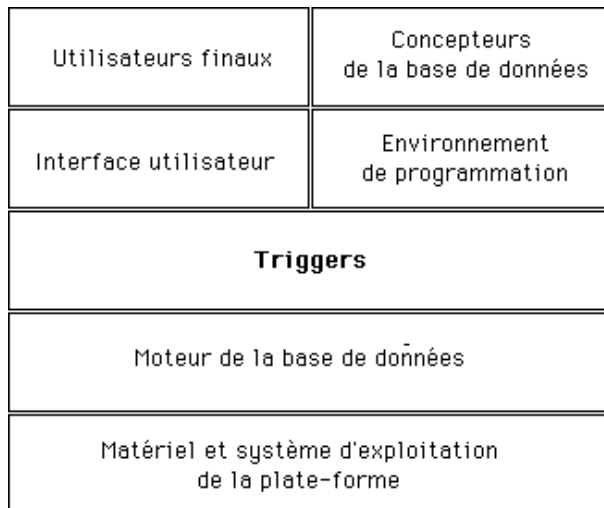 Utilisateurs finaux
Concepteurs
de la base de données
Interface utilisateur
Environnement
de programmation
Triggers
Moteur de la base de données
Matériel et système d'exploitation
de la plate-forme